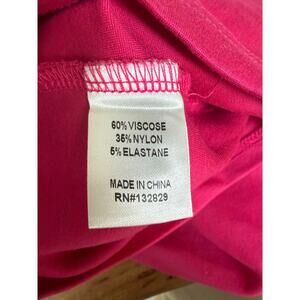 60% VISCOSE
35% NYLON
5% ELASTANE
MADE IN CHINA
RN#132829